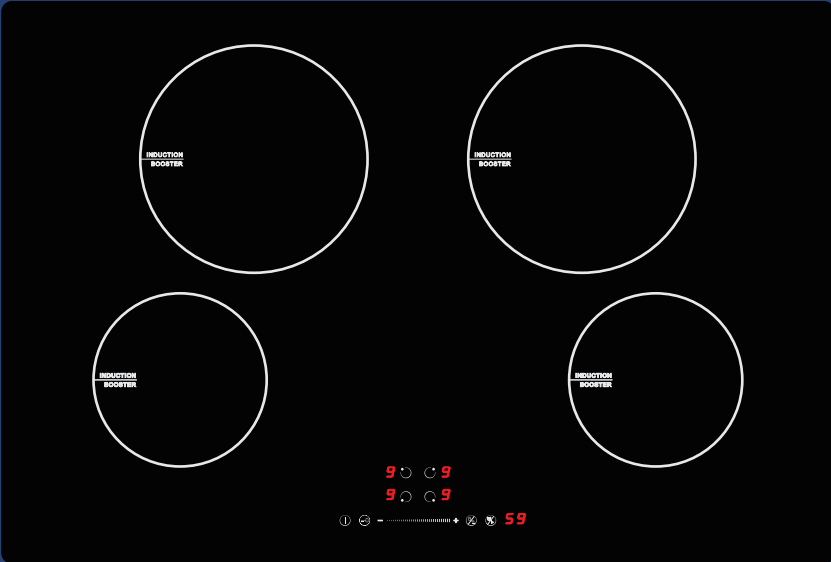 INDUCTION
BOOSTER
INDUCTION
BOOSTER
INDUCTION
BOOSTER
INDUCTION
BOOSTER
9 9
9 9
- + 59